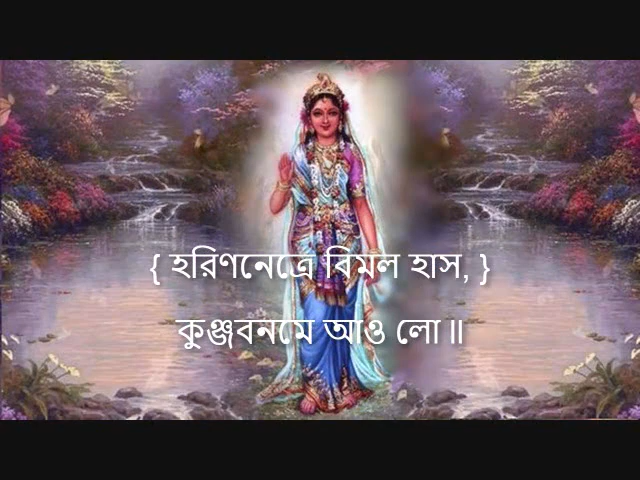 { হরিণনেত্রে বিমল হাস, }
কুঞ্জবনমে আও লো॥